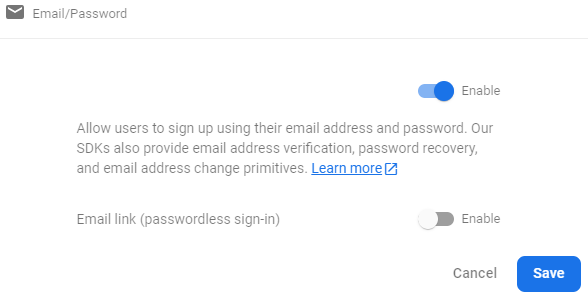 Email/Password
Enable
Allow users to sign up using their email address and password. Our
SDKs also provide email address verification, password recovery,
and email address change primitives. Learn more
Email link (passwordless sign-in)
Enable
Cancel
Save